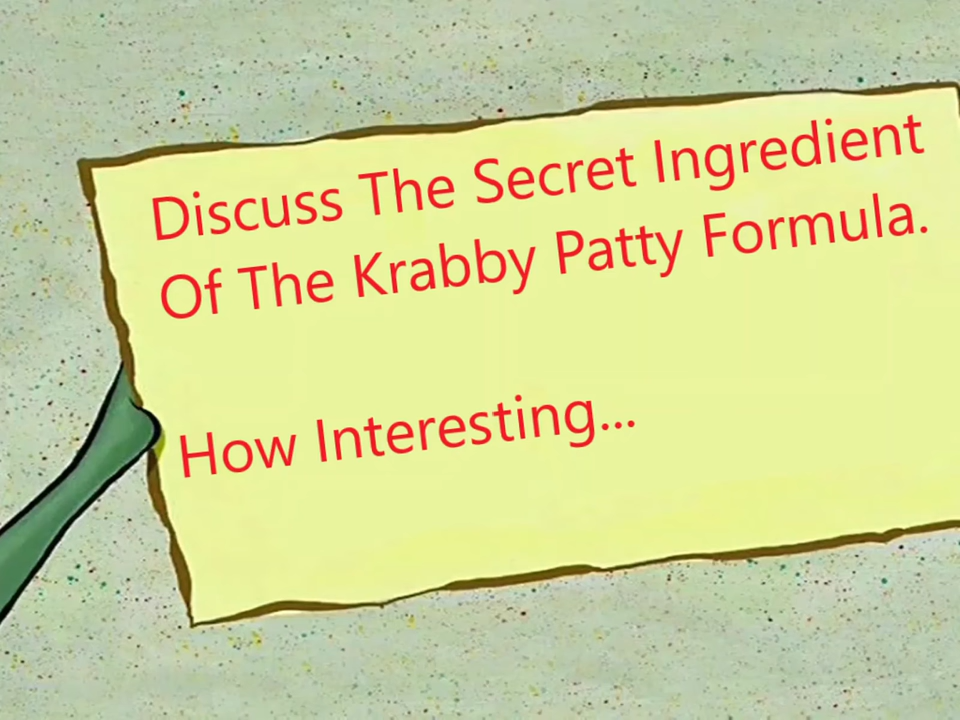 Discuss The Secret Ingredient
Of The Krabby Patty Formula.
How Interesting...